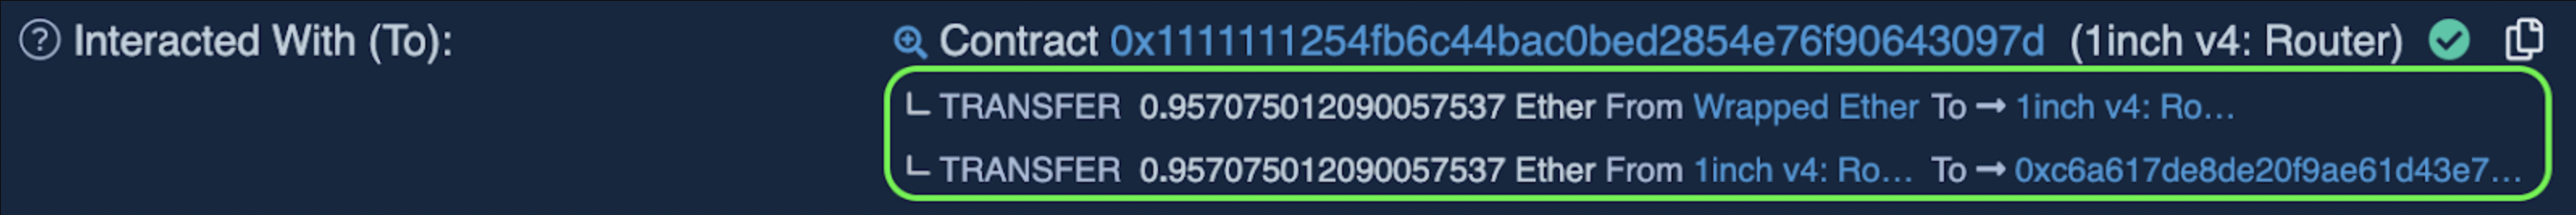 Interacted With (To):
Contract 0x1111111254fb6c44bac0bed2854e76f90643097d (1inch v4: Router)
TRANSFER 0.957075012090057537 Ether From Wrapped Ether To → 1inch v4: Ro...
TRANSFER 0.957075012090057537 Ether From 1inch v4: Ro... To → 0xc6a617de8de20f9ae61d43e7...